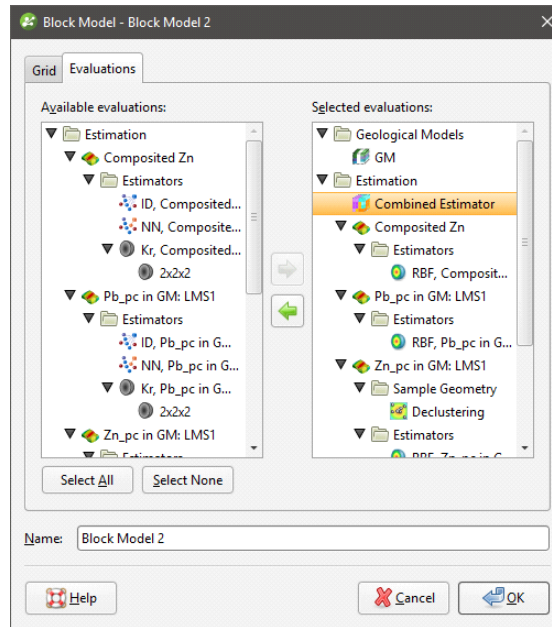 Block Model - Block Model 2
Grid
Evaluations
Available evaluations:
Estimation
Composited Zn
Estimators
ID, Composited...
NN, Composite...
Kr, Composited...
2x2x2
Pb_pc in GM: LMS1
Estimators
ID, Pb_pc in G...
NN, Pb_pc in G...
Kr, Pb_pc in G...
2x2x2
Zn_pc in GM: LMS1
Estimators
Selected evaluations:
Geological Models
GM
Estimation
Combined Estimator
Composited Zn
Estimators
RBF, Composit...
Pb_pc in GM: LMS1
Estimators
RBF, Pb_pc in G...
Zn_pc in GM: LMS1
Sample Geometry
Declustering
Estimators
RBF, Zn_pc in G...
Select All
Select None
Name:
Block Model 2
Help
Cancel
OK